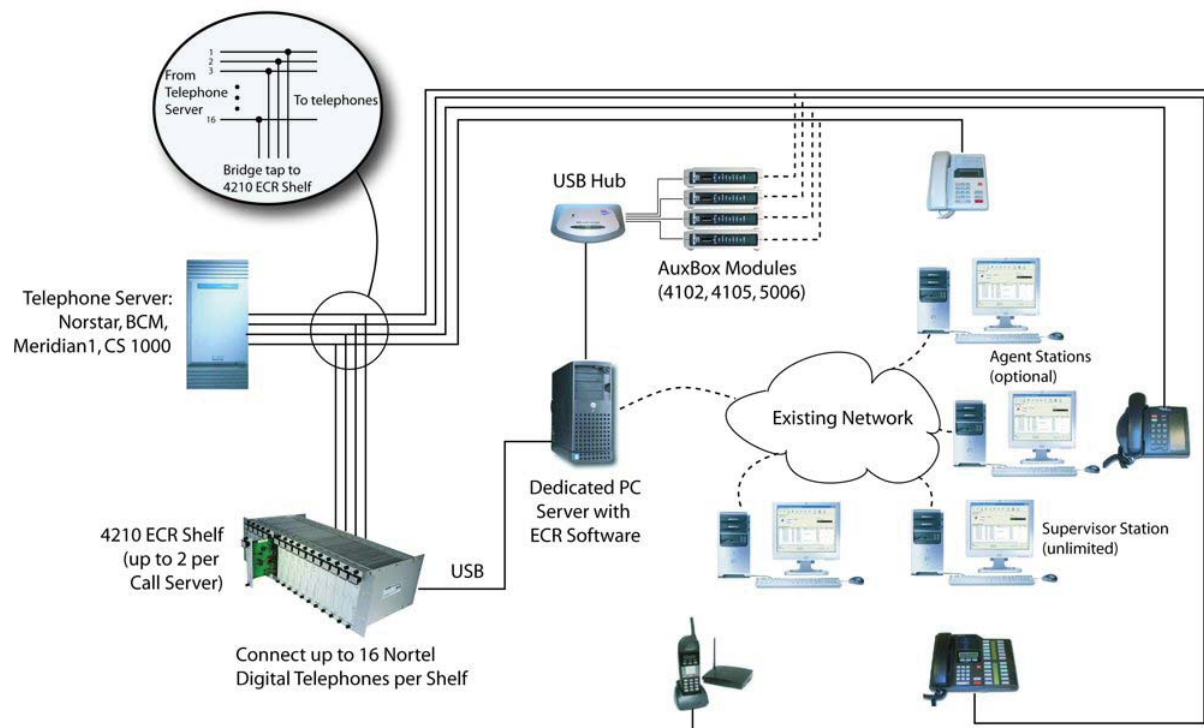 1
2
3
From
Telephone
Server
To telephones
16
Bridge tap to
4210 ECR Shelf
USB Hub
AuxBox Modules
(4102, 4105, 5006)
Telephone Server:
Norstar, BCM,
Meridian1, CS 1000
Agent Stations
(optional)
Existing Network
Dedicated PC
Server with
ECR Software
4210 ECR Shelf
(up to 2 per
Call Server)
USB
Supervisor Station
(unlimited)
Connect up to 16 Nortel
Digital Telephones per Shelf